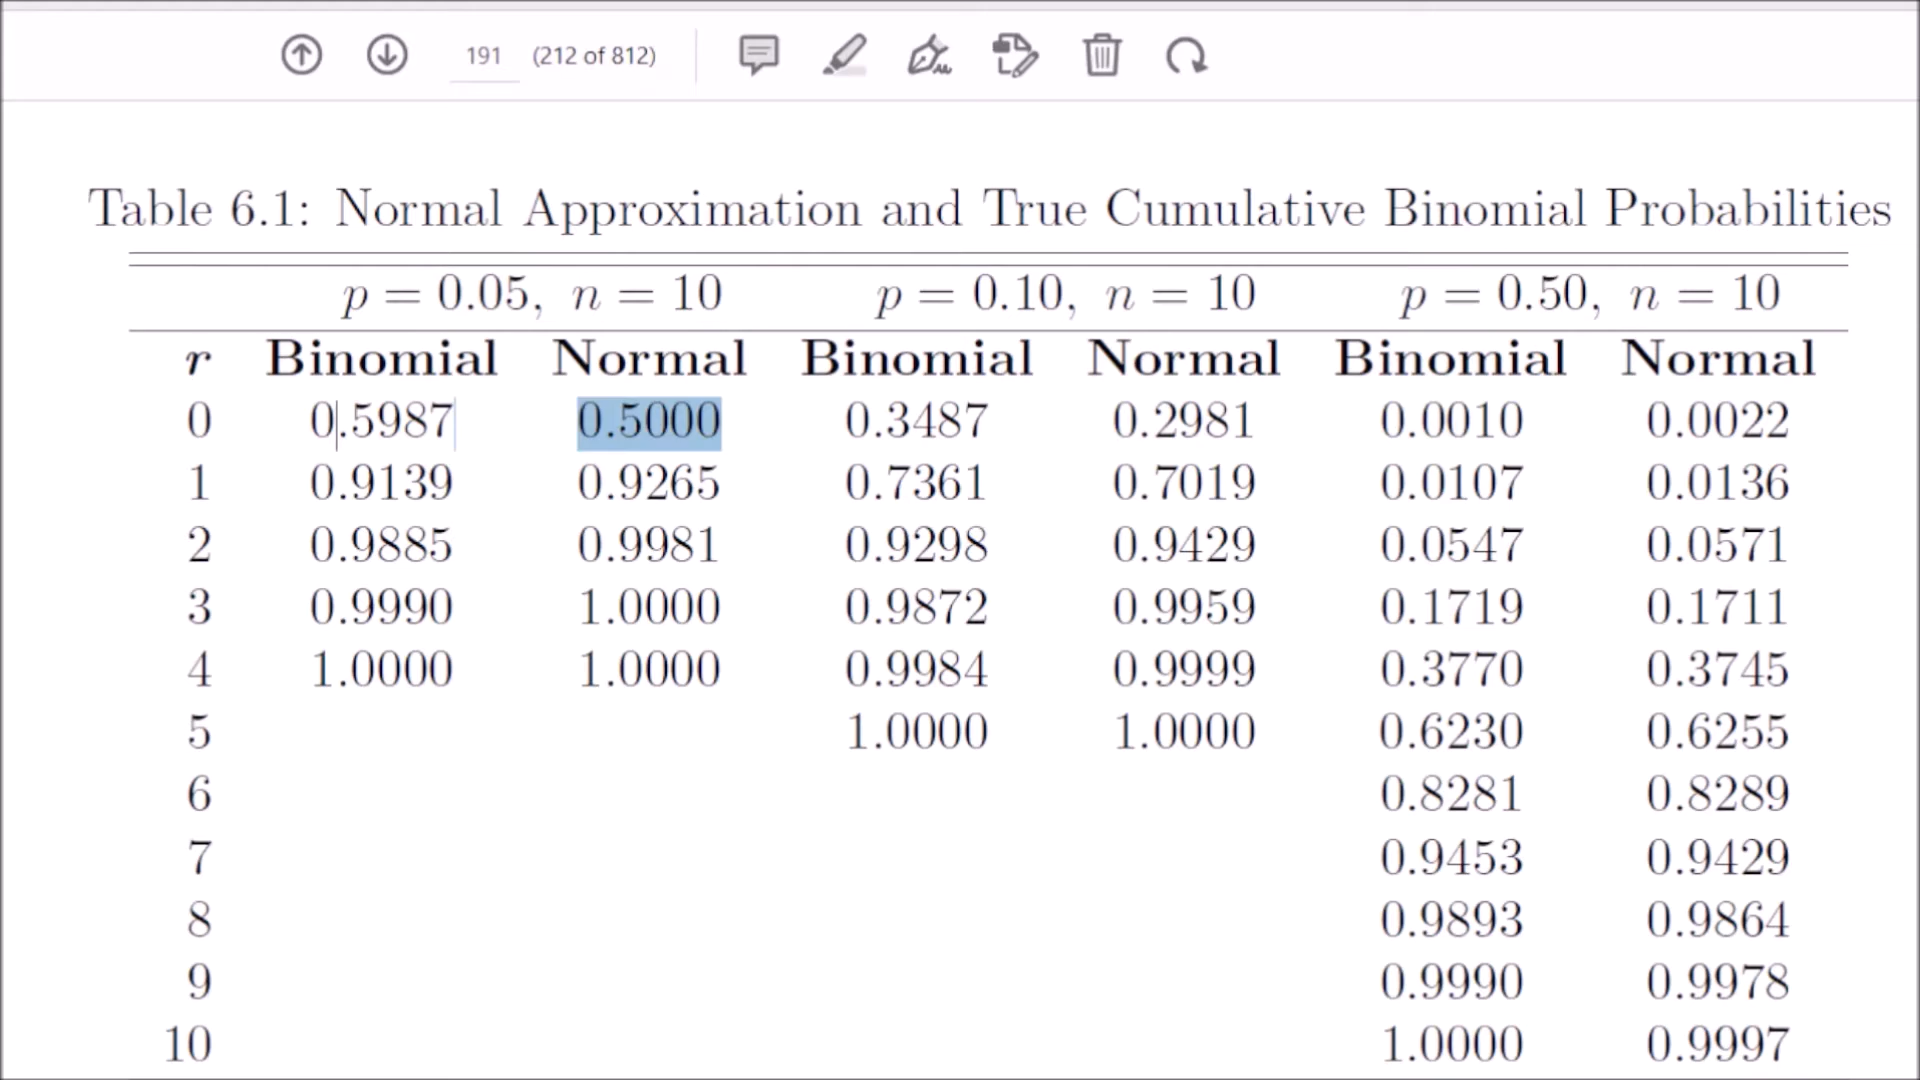 191 (212 of 812)
Table 6.1: Normal Approximation and True Cumulative Binomial Probabilities
p = 0.05, n = 10 p = 0.10, n = 10 p = 0.50, n = 10
r Binomial Normal Binomial Normal Binomial Normal
0 0.5987 0.5000 0.3487 0.2981 0.0010 0.0022
1 0.9139 0.9265 0.7361 0.7019 0.0107 0.0136
2 0.9885 0.9981 0.9298 0.9429 0.0547 0.0571
3 0.9990 1.0000 0.9872 0.9959 0.1719 0.1711
4 1.0000 1.0000 0.9984 0.9999 0.3770 0.3745
5 1.0000 1.0000 0.6230 0.6255
6 0.8281 0.8289
7 0.9453 0.9429
8 0.9893 0.9864
9 0.9990 0.9978
10 1.0000 0.9997